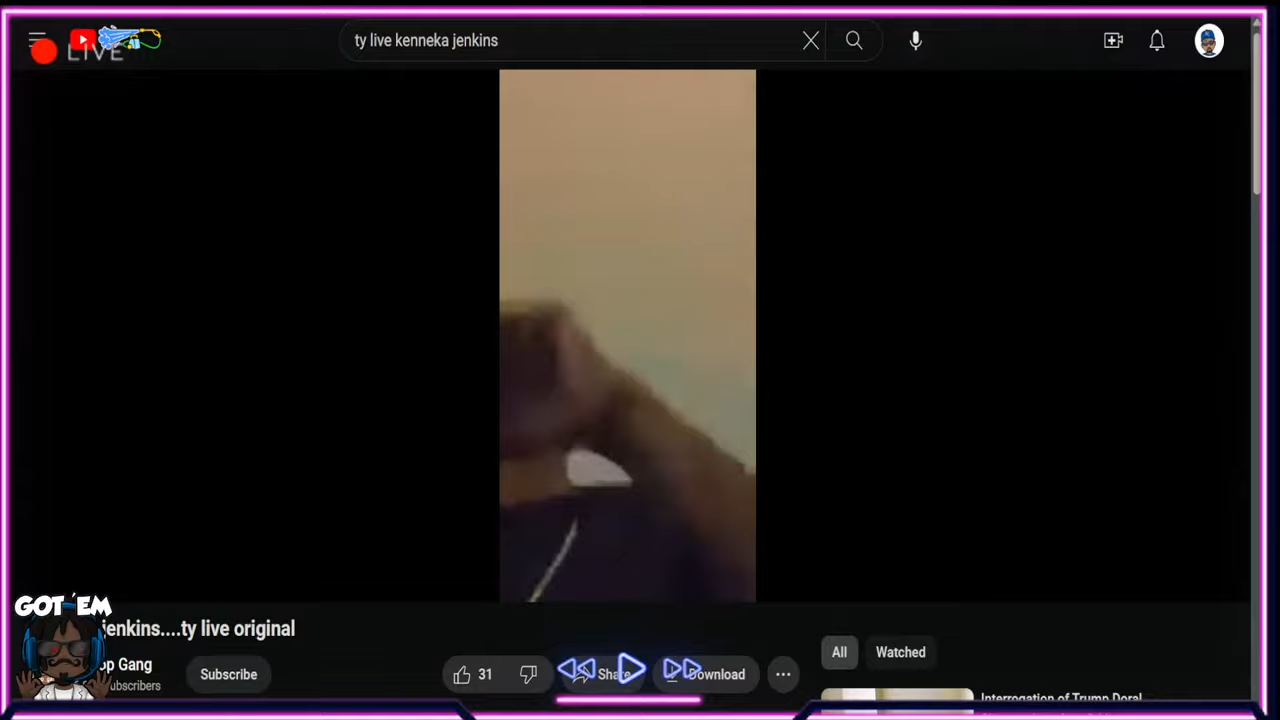 LIVE
ty live kenneka jenkins
GOT 'EM
jenkins....ty live original
op Gang
ubscribers
Subscribe
31
Share
Download
All
Watched
Interrogation of Trump Doral